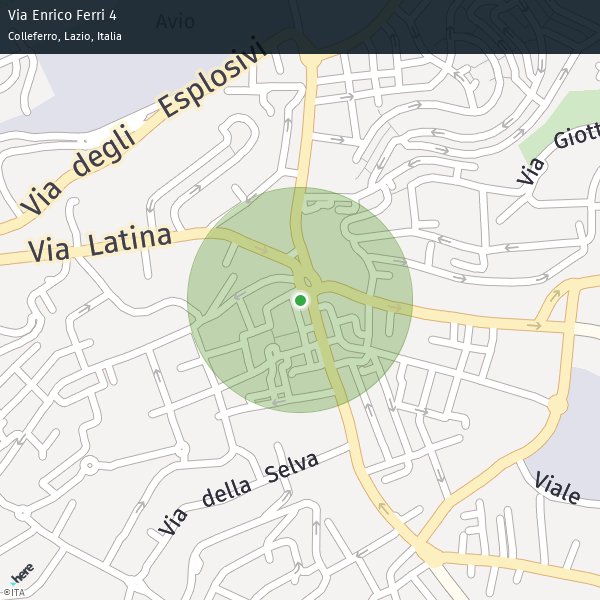 Via Enrico Ferri 4
Avio
Colleferro, Lazio, Italia
Via degli Esplosivi
Via Giott
Via Latina
Via della Selva
Viale
here
©ITA